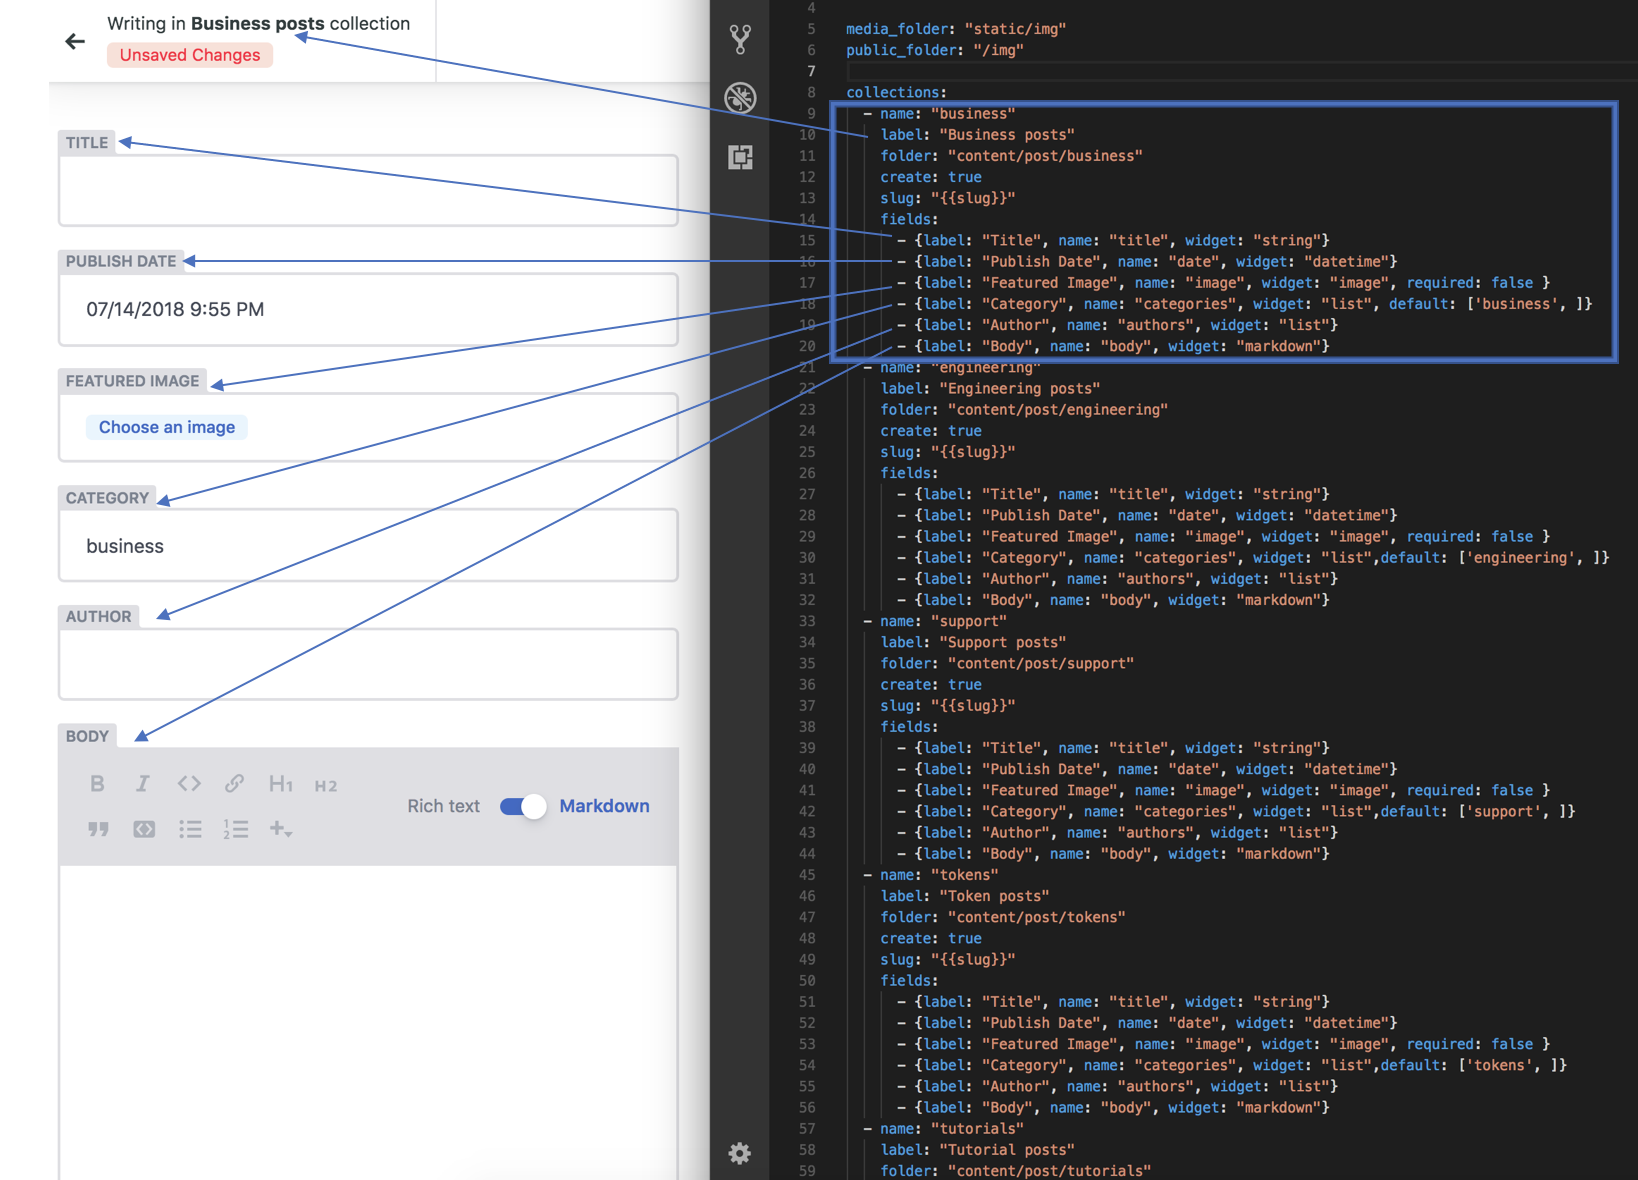 Writing in Business posts collection
Unsaved Changes
TITLE
PUBLISH DATE
07/14/2018 9:55 PM
FEATURED IMAGE
Choose an image
CATEGORY
business
AUTHOR
BODY
B I <> H1 H2
Rich text Markdown
4
5 media_folder: "static/img"
6 public_folder: "/img"
7
8 collections:
9 - name: "business"
10 label: "Business posts"
11 folder: "content/post/business"
12 create: true
13 slug: "{{slug}}"
14 fields:
15 - {label: "Title", name: "title", widget: "string"}
16 - {label: "Publish Date", name: "date", widget: "datetime"}
17 - {label: "Featured Image", name: "image", widget: "image", required: false }
18 - {label: "Category", name: "categories", widget: "list", default: ['business', ]}
19 - {label: "Author", name: "authors", widget: "list"}
20 - {label: "Body", name: "body", widget: "markdown"}
21 - name: "engineering"
22 label: "Engineering posts"
23 folder: "content/post/engineering"
24 create: true
25 slug: "{{slug}}"
26 fields:
27 - {label: "Title", name: "title", widget: "string"}
28 - {label: "Publish Date", name: "date", widget: "datetime"}
29 - {label: "Featured Image", name: "image", widget: "image", required: false }
30 - {label: "Category", name: "categories", widget: "list",default: ['engineering', ]}
31 - {label: "Author", name: "authors", widget: "list"}
32 - {label: "Body", name: "body", widget: "markdown"}
33 - name: "support"
34 label: "Support posts"
35 folder: "content/post/support"
36 create: true
37 slug: "{{slug}}"
38 fields:
39 - {label: "Title", name: "title", widget: "string"}
40 - {label: "Publish Date", name: "date", widget: "datetime"}
41 - {label: "Featured Image", name: "image", widget: "image", required: false }
42 - {label: "Category", name: "categories", widget: "list",default: ['support', ]}
43 - {label: "Author", name: "authors", widget: "list"}
44 - {label: "Body", name: "body", widget: "markdown"}
45 - name: "tokens"
46 label: "Token posts"
47 folder: "content/post/tokens"
48 create: true
49 slug: "{{slug}}"
50 fields:
51 - {label: "Title", name: "title", widget: "string"}
52 - {label: "Publish Date", name: "date", widget: "datetime"}
53 - {label: "Featured Image", name: "image", widget: "image", required: false }
54 - {label: "Category", name: "categories", widget: "list",default: ['tokens', ]}
55 - {label: "Author", name: "authors", widget: "list"}
56 - {label: "Body", name: "body", widget: "markdown"}
57 - name: "tutorials"
58 label: "Tutorial posts"
59 folder: "content/post/tutorials"